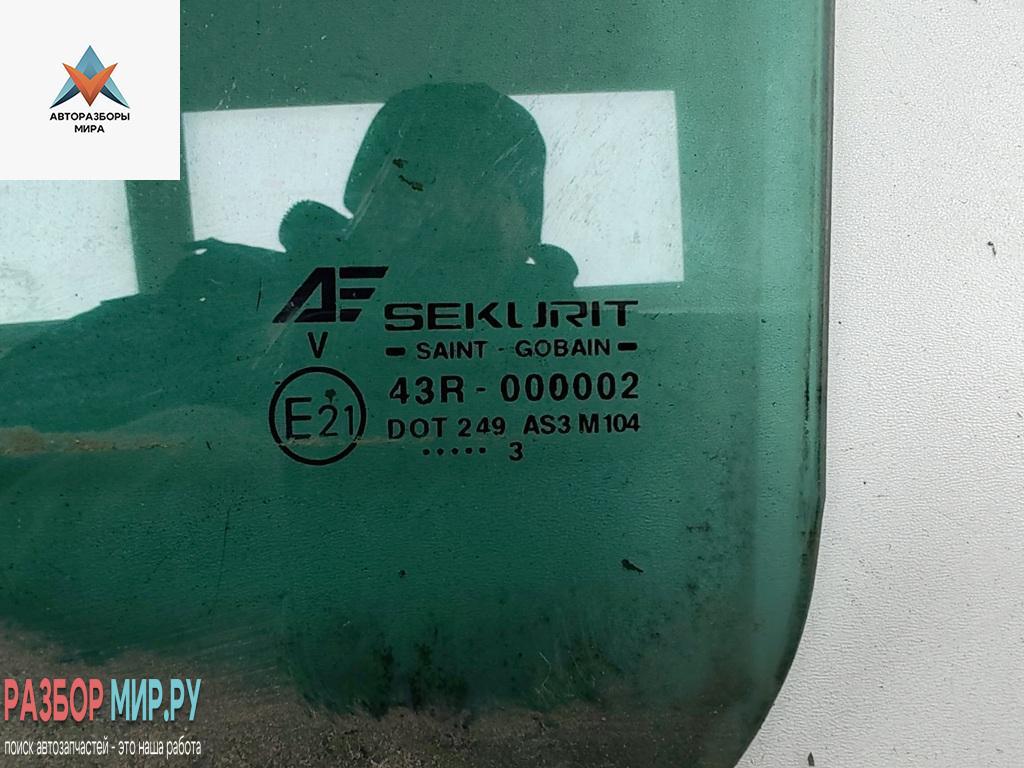 АВТОРАЗБОРЫ
МИРА
AE SEKURIT
V
SAINT - GOBAIN
E21
43R - 000002
DOT 249 AS3 M104
..... 3
РАЗБОР МИР.РУ
поиск автозапчастей - это наша работа